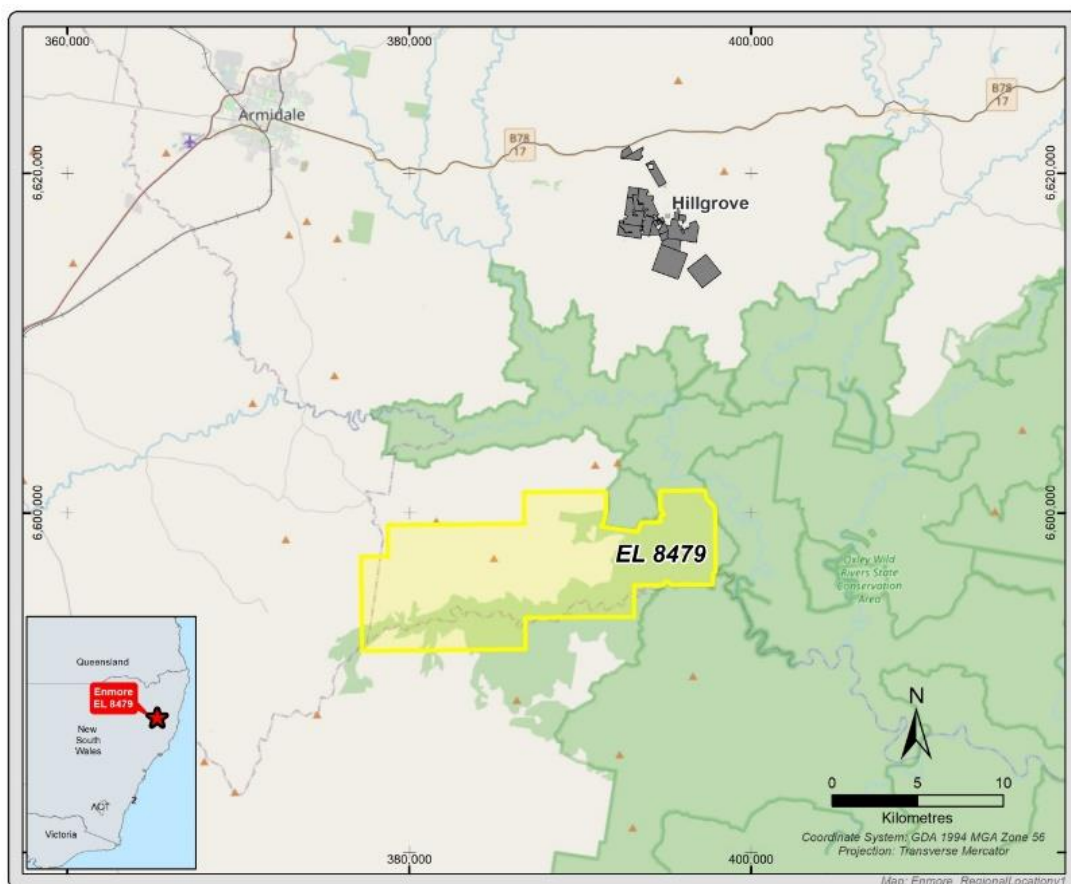 360,000
380,000
400,000
Armidale
B78
17
B78
17
6,620,000
6,620,000
Hillgrove
6,600,000
6,600,000
EL 8479
Oxley Wild
Rivers State
Conservation
Area
Queensland
Enmore
EL 8479
New
South
Wales
ACT
2
Victoria
N
0 5 10
Kilometres
Coordinate System: GDA 1994 MGA Zone 56
Projection: Transverse Mercator
380,000
400,000
Map: Enmore_RegionalLocationv1